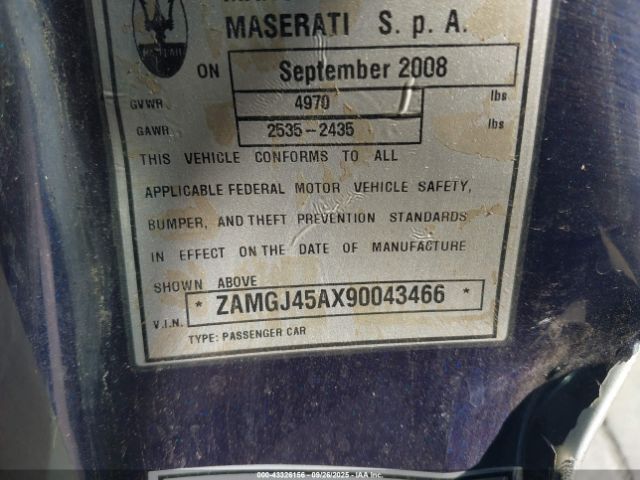 MASERATI S. p A.
MASERATI
ON September 2008
GVWR 4970 lbs
GAWR 2535-2435 lbs
THIS VEHICLE CONFORMS TO ALL
APPLICABLE FEDERAL MOTOR VEHICLE SAFETY,
BUMPER, AND THEFT PREVENTION STANDARDS
IN EFFECT ON THE DATE OF MANUFACTURE
SHOWN ABOVE
V.I.N. * ZAMGJ45AX90043466 *
TYPE: PASSENGER CAR
000-43326156 | 09/26/2025 | IAA Inc.